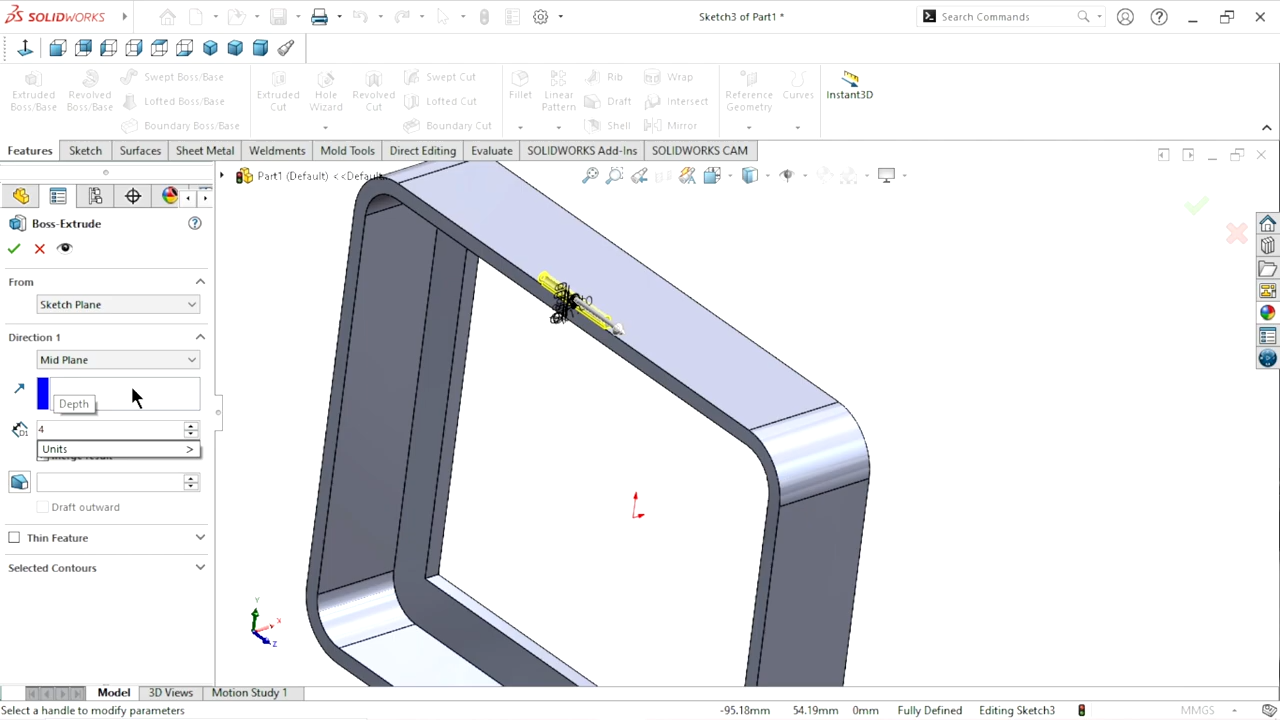 SOLIDWORKS
Sketch3 of Part1 *
Search Commands
Extruded Boss/Base
Revolved Boss/Base
Swept Boss/Base
Lofted Boss/Base
Boundary Boss/Base
Extruded Cut
Hole Wizard
Revolved Cut
Swept Cut
Lofted Cut
Boundary Cut
Fillet
Linear Pattern
Rib
Draft
Shell
Wrap
Intersect
Mirror
Reference Geometry
Curves
Instant3D
Features
Sketch
Surfaces
Sheet Metal
Weldments
Mold Tools
Direct Editing
Evaluate
SOLIDWORKS Add-Ins
SOLIDWORKS CAM
Part1 (Default) <<Default
Boss-Extrude
From
Sketch Plane
Direction 1
Mid Plane
Depth
D1
4
Units >
Merge result
Draft outward
Thin Feature
Selected Contours
Y
X
Z
Model
3D Views
Motion Study 1
Select a handle to modify parameters
-95.18mm
54.19mm
0mm
Fully Defined
Editing Sketch3
MMGS